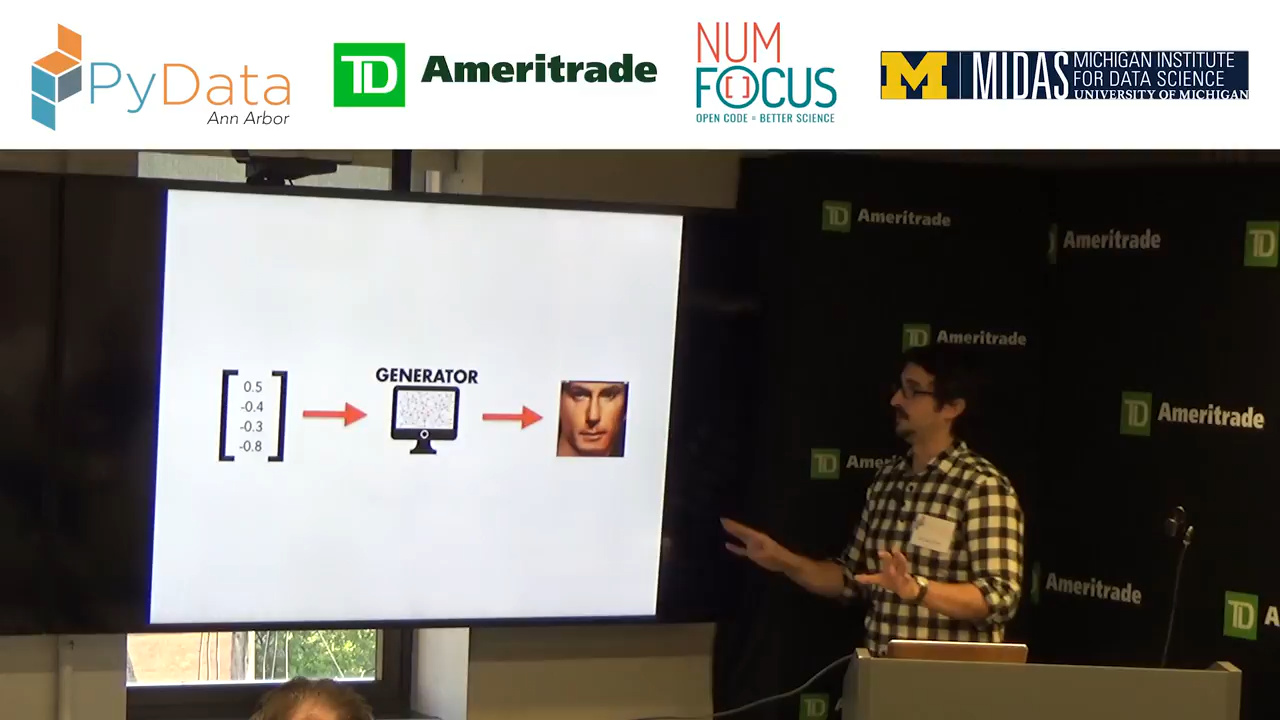 PyData
Ann Arbor
TD Ameritrade
NUM
FOCUS
OPEN CODE = BETTER SCIENCE
M MIDAS
MICHIGAN INSTITUTE
FOR DATA SCIENCE
UNIVERSITY OF MICHIGAN
TD Ameritrade
Ameritrade
TD
TD Ameritrade
GENERATOR
0.5
-0.4
-0.3
-0.8
TD Ameritrade
TD Ame
Ameritrade
TD A
TD